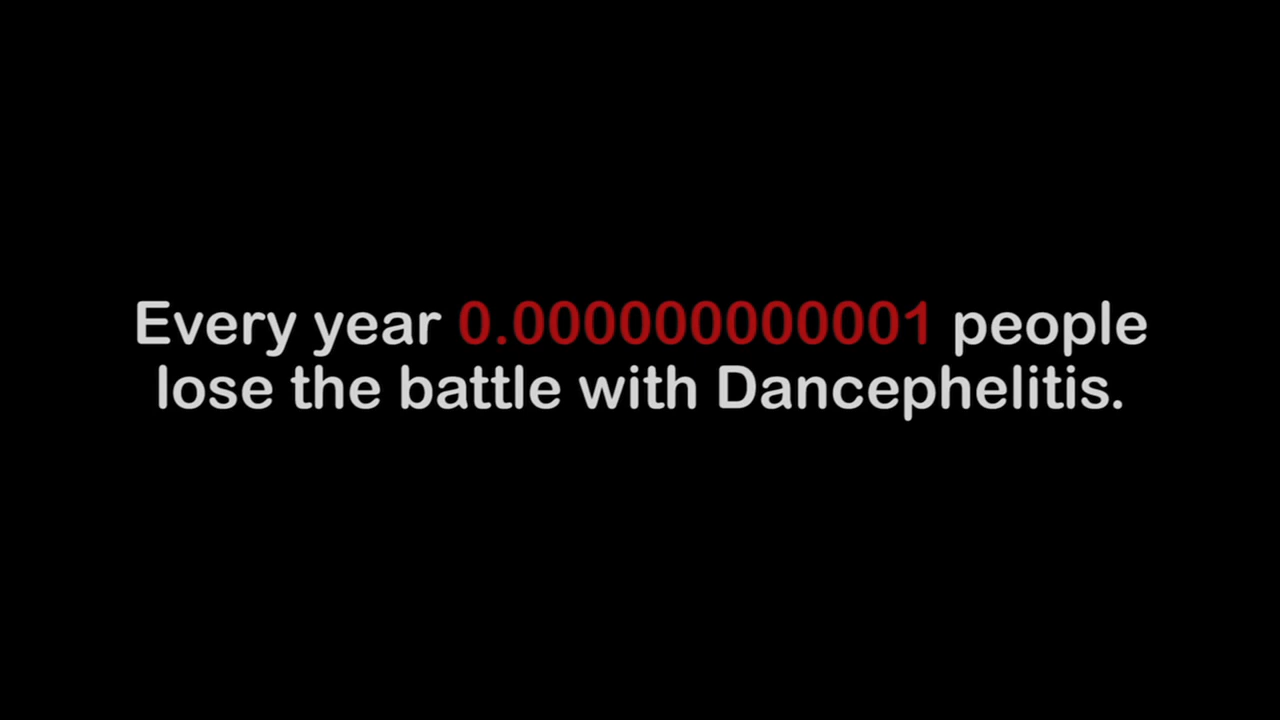 Every year 0.000000000001 people
lose the battle with Dancephelitis.